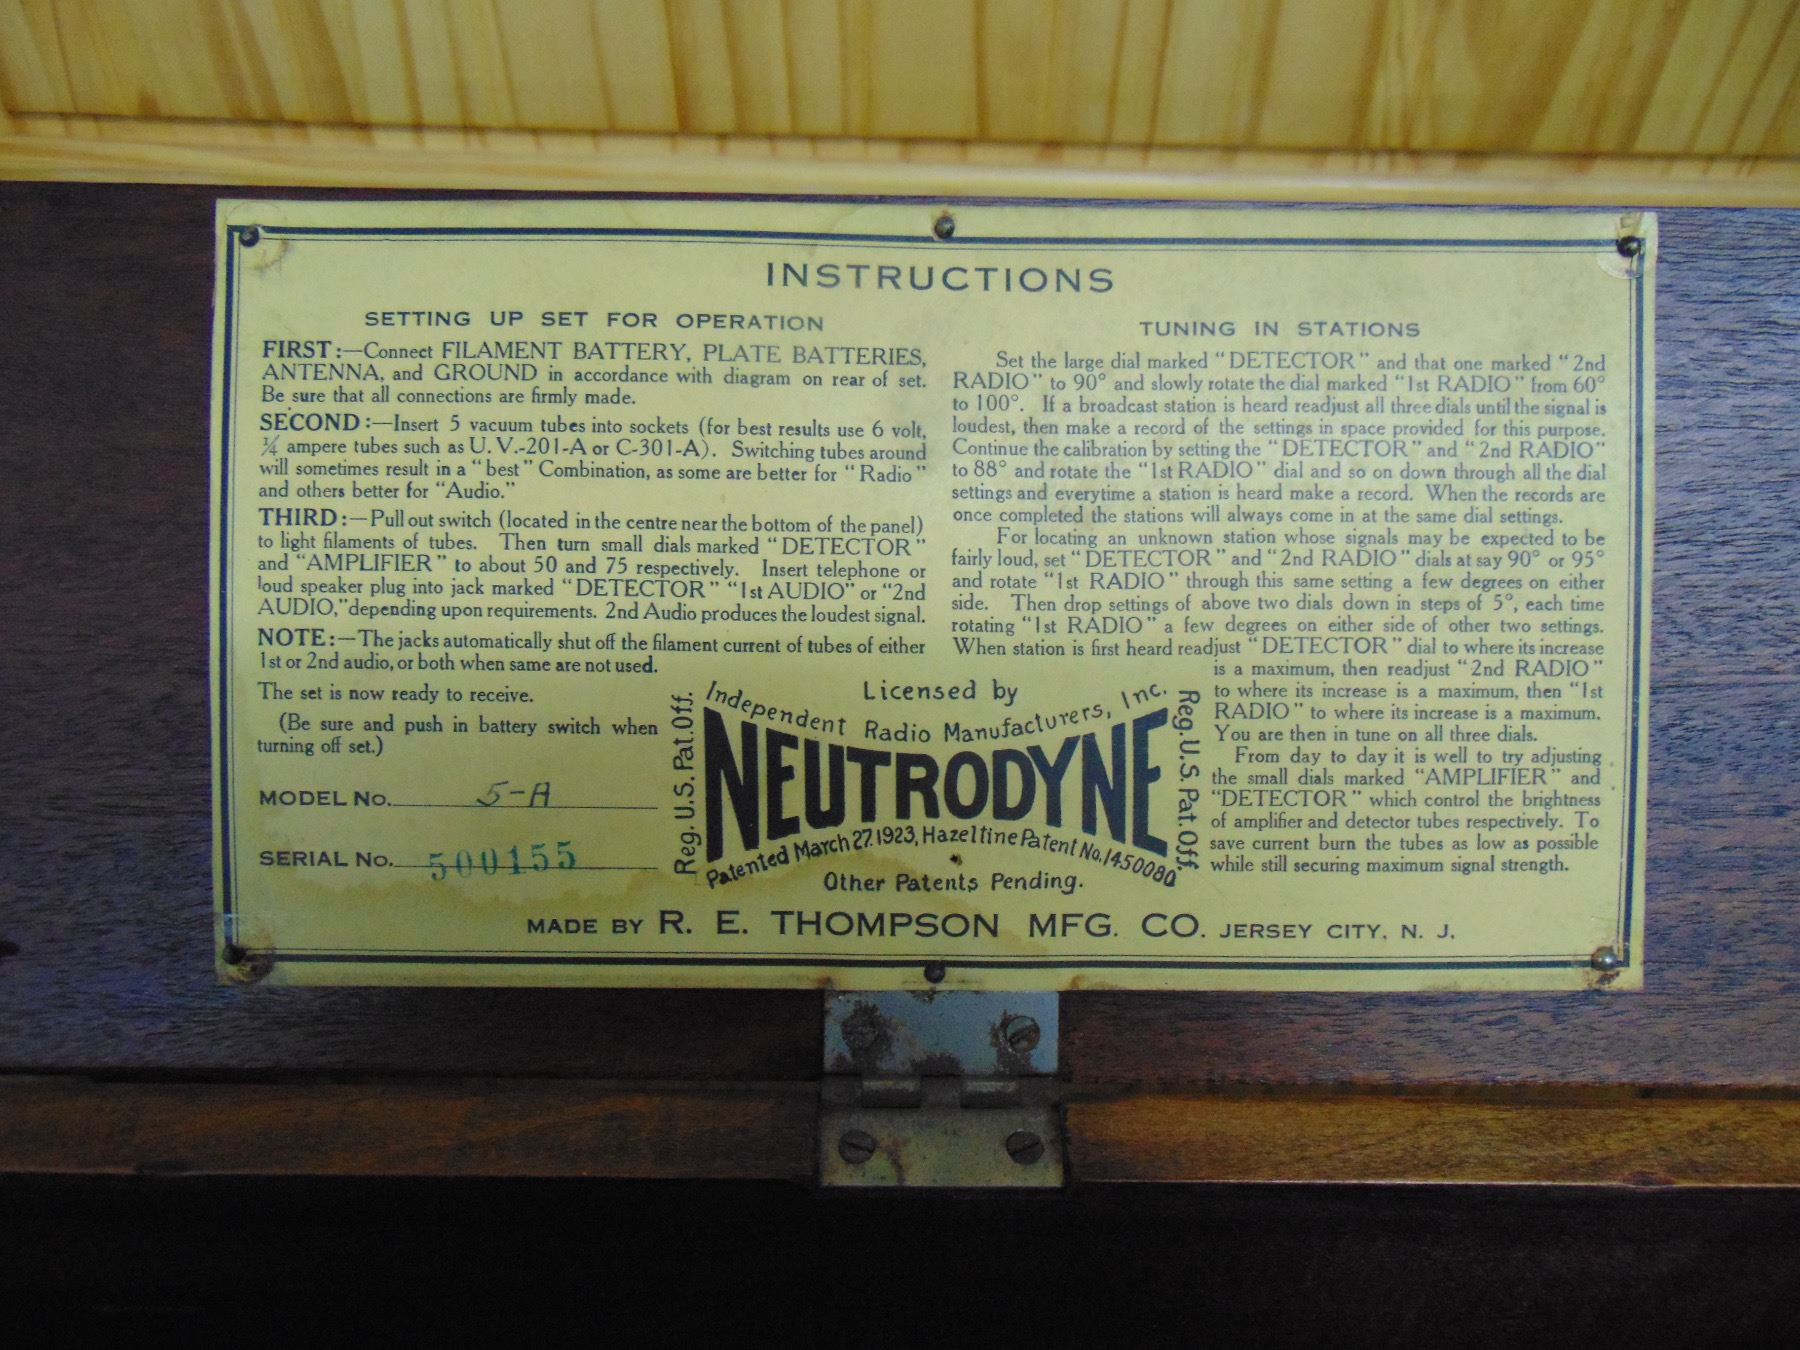 INSTRUCTIONS
SETTING UP SET FOR OPERATION
FIRST:—Connect FILAMENT BATTERY, PLATE BATTERIES,
ANTENNA, and GROUND in accordance with diagram on rear of set.
Be sure that all connections are firmly made.
SECOND:—Insert 5 vacuum tubes into sockets (for best results use 6 volt,
¼ ampere tubes such as U.V.-201-A or C-301-A). Switching tubes around
will sometimes result in a "best" Combination, as some are better for "Radio"
and others better for "Audio."
THIRD:—Pull out switch (located in the centre near the bottom of the panel)
to light filaments of tubes. Then turn small dials marked "DETECTOR"
and "AMPLIFIER" to about 50 and 75 respectively. Insert telephone or
loud speaker plug into jack marked "DETECTOR" "1st AUDIO" or "2nd
AUDIO," depending upon requirements. 2nd Audio produces the loudest signal.
NOTE:—The jacks automatically shut off the filament current of tubes of either
1st or 2nd audio, or both when same are not used.
The set is now ready to receive.
(Be sure and push in battery switch when
turning off set.)
MODEL No. 5-A
SERIAL No. 500155
TUNING IN STATIONS
Set the large dial marked "DETECTOR" and that one marked "2nd
RADIO" to 90° and slowly rotate the dial marked "1st RADIO" from 60°
to 100°. If a broadcast station is heard readjust all three dials until the signal is
loudest, then make a record of the settings in space provided for this purpose.
Continue the calibration by setting the "DETECTOR" and "2nd RADIO"
to 88° and rotate the "1st RADIO" dial and so on down through all the dial
settings and everytime a station is heard make a record. When the records are
once completed the stations will always come in at the same dial settings.
For locating an unknown station whose signals may be expected to be
fairly loud, set "DETECTOR" and "2nd RADIO" dials at say 90° or 95°
and rotate "1st RADIO" through this same setting a few degrees on either
side. Then drop settings of above two dials down in steps of 5°, each time
rotating "1st RADIO" a few degrees on either side of other two settings.
When station is first heard readjust "DETECTOR" dial to where its increase
is a maximum, then readjust "2nd RADIO"
to where its increase is a maximum, then "1st
RADIO" to where its increase is a maximum.
You are then in tune on all three dials.
From day to day it is well to try adjusting
the small dials marked "AMPLIFIER" and
"DETECTOR" which control the brightness
of amplifier and detector tubes respectively. To
save current burn the tubes as low as possible
while still securing maximum signal strength.
Licensed by
Independent Radio Manufacturers, Inc.
Reg. U.S. Pat. Off.
NEUTRODYNE
Reg. U.S. Pat. Off.
Patented March 27, 1923, Hazeltine Patent No. 1450080.
Other Patents Pending.
MADE BY R. E. THOMPSON MFG. CO. JERSEY CITY, N. J.